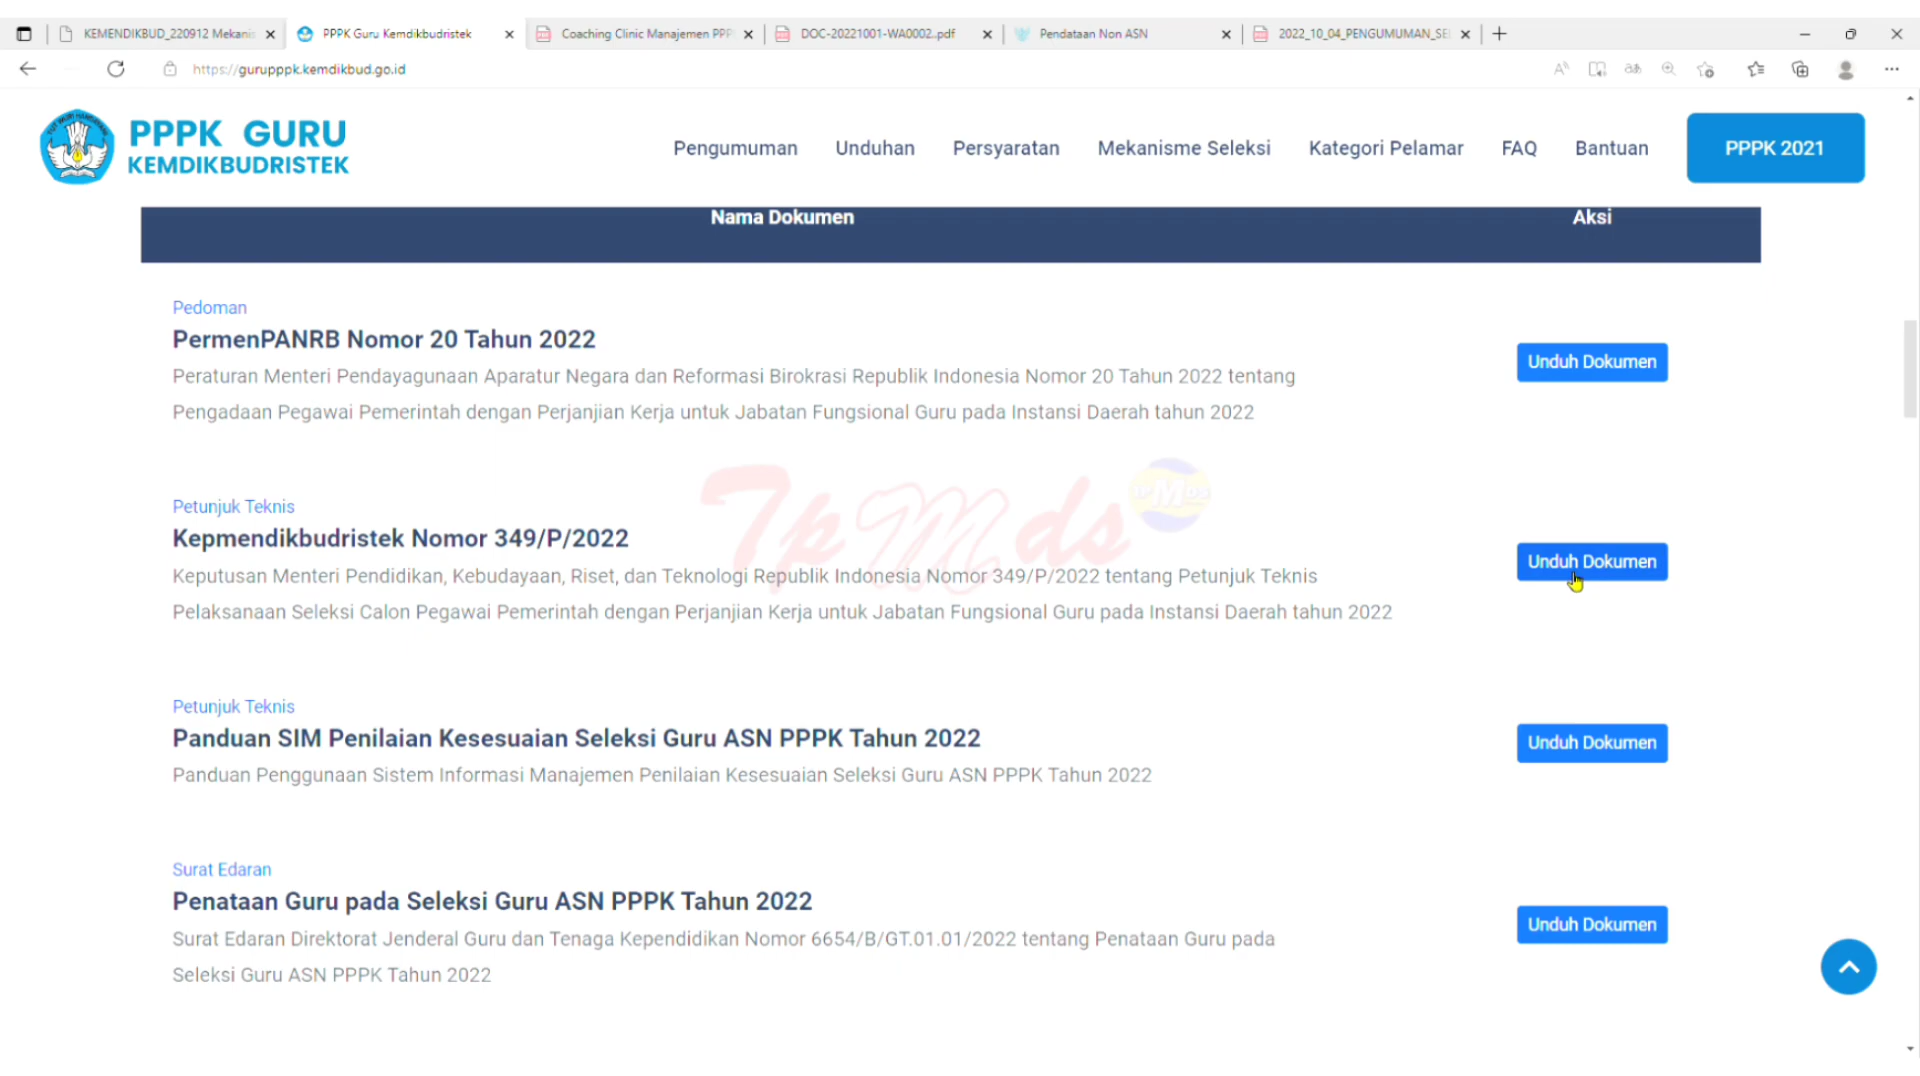 KEMENDIKBUD_220912 Mekanis
PPPK Guru Kemdikbudristek
Coaching Clinic Manajemen PPP
DOC-20221001-WA0002..pdf
Pendataan Non ASN
2022_10_04_PENGUMUMAN_SE
https://gurupppk.kemdikbud.go.id
PPPK GURU
KEMDIKBUDRISTEK
Pengumuman
Unduhan
Persyaratan
Mekanisme Seleksi
Kategori Pelamar
FAQ
Bantuan
PPPK 2021
Nama Dokumen
Aksi
Pedoman
PermenPANRB Nomor 20 Tahun 2022
Peraturan Menteri Pendayagunaan Aparatur Negara dan Reformasi Birokrasi Republik Indonesia Nomor 20 Tahun 2022 tentang
Pengadaan Pegawai Pemerintah dengan Perjanjian Kerja untuk Jabatan Fungsional Guru pada Instansi Daerah tahun 2022
Unduh Dokumen
TpMds
TPMDS
Petunjuk Teknis
Kepmendikbudristek Nomor 349/P/2022
Keputusan Menteri Pendidikan, Kebudayaan, Riset, dan Teknologi Republik Indonesia Nomor 349/P/2022 tentang Petunjuk Teknis
Pelaksanaan Seleksi Calon Pegawai Pemerintah dengan Perjanjian Kerja untuk Jabatan Fungsional Guru pada Instansi Daerah tahun 2022
Unduh Dokumen
Petunjuk Teknis
Panduan SIM Penilaian Kesesuaian Seleksi Guru ASN PPPK Tahun 2022
Panduan Penggunaan Sistem Informasi Manajemen Penilaian Kesesuaian Seleksi Guru ASN PPPK Tahun 2022
Unduh Dokumen
Surat Edaran
Penataan Guru pada Seleksi Guru ASN PPPK Tahun 2022
Surat Edaran Direktorat Jenderal Guru dan Tenaga Kependidikan Nomor 6654/B/GT.01.01/2022 tentang Penataan Guru pada
Seleksi Guru ASN PPPK Tahun 2022
Unduh Dokumen